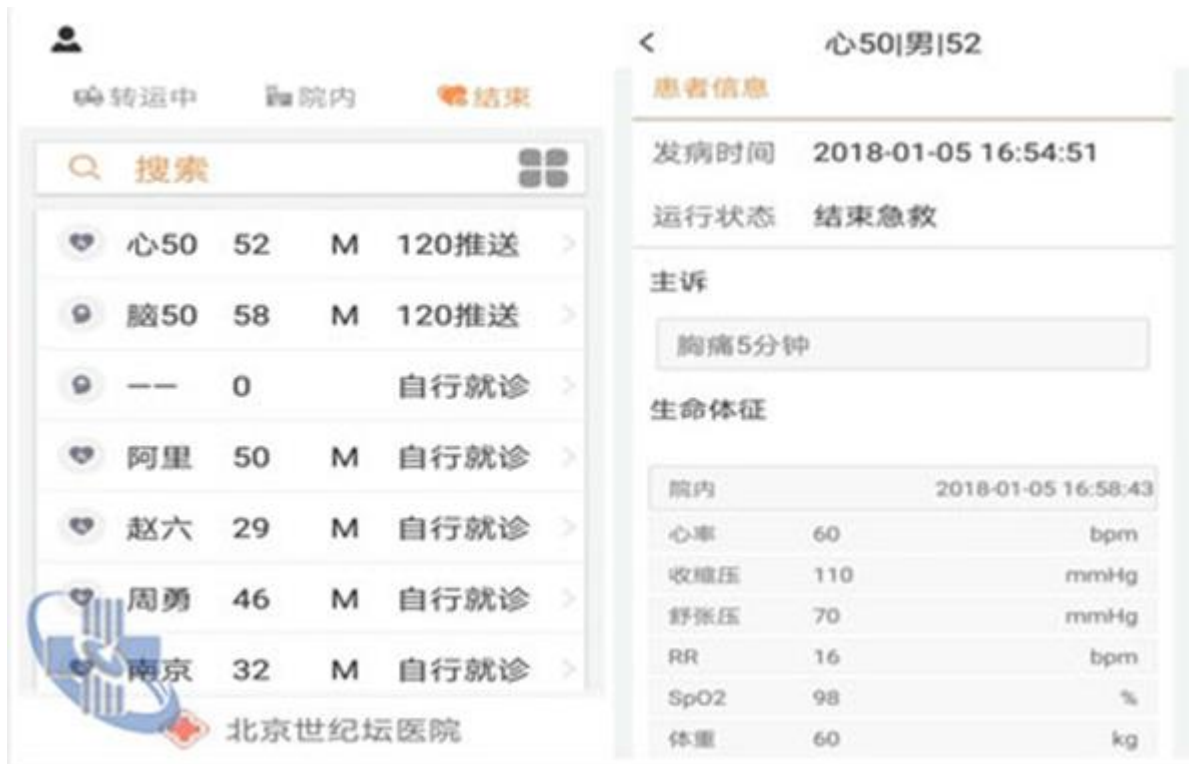 转运中 院内 结束
搜索
心50 52 M 120推送
脑50 58 M 120推送
—— 0 自行就诊
阿里 50 M 自行就诊
赵六 29 M 自行就诊
周勇 46 M 自行就诊
南京 32 M 自行就诊
北京世纪坛医院
心50|男|52
患者信息
发病时间 2018-01-05 16:54:51
运行状态 结束急救
主诉
胸痛5分钟
生命体征
院内 2018-01-05 16:58:43
心率 60 bpm
收缩压 110 mmHg
舒张压 70 mmHg
RR 16 bpm
SpO2 98 %
体重 60 kg